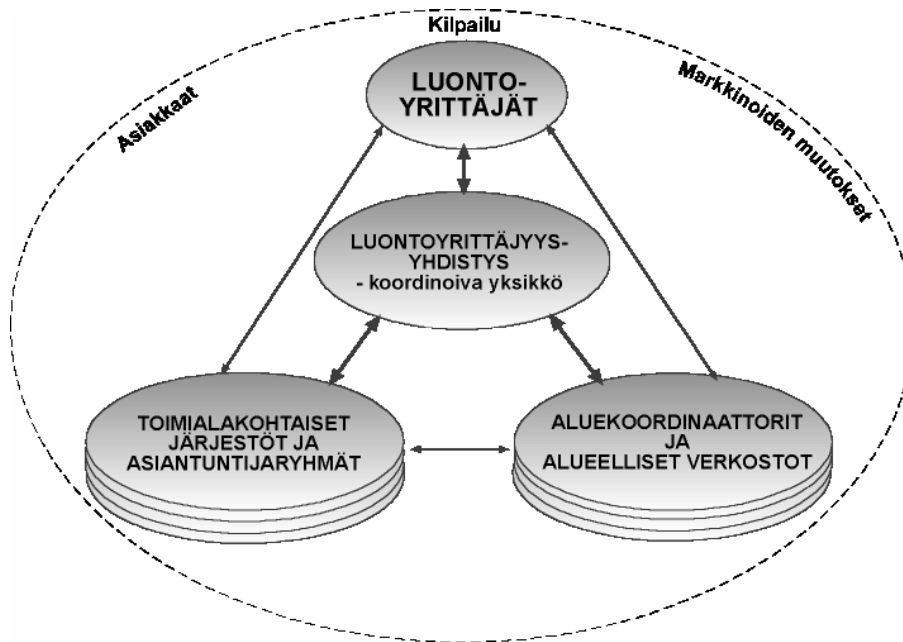 Kilpailu
Asiakkaat
Markkinoiden muutokset
LUONTO-
YRITTÄJÄT
LUONTOYRITTÄJYYS-
YHDISTYS
- koordinoiva yksikkö
TOIMIALAKOHTAISET
JÄRJESTÖT JA
ASIANTUNTIJARYHMÄT
ALUEKOORDINAATTORIT
JA
ALUEELLISET VERKOSTOT